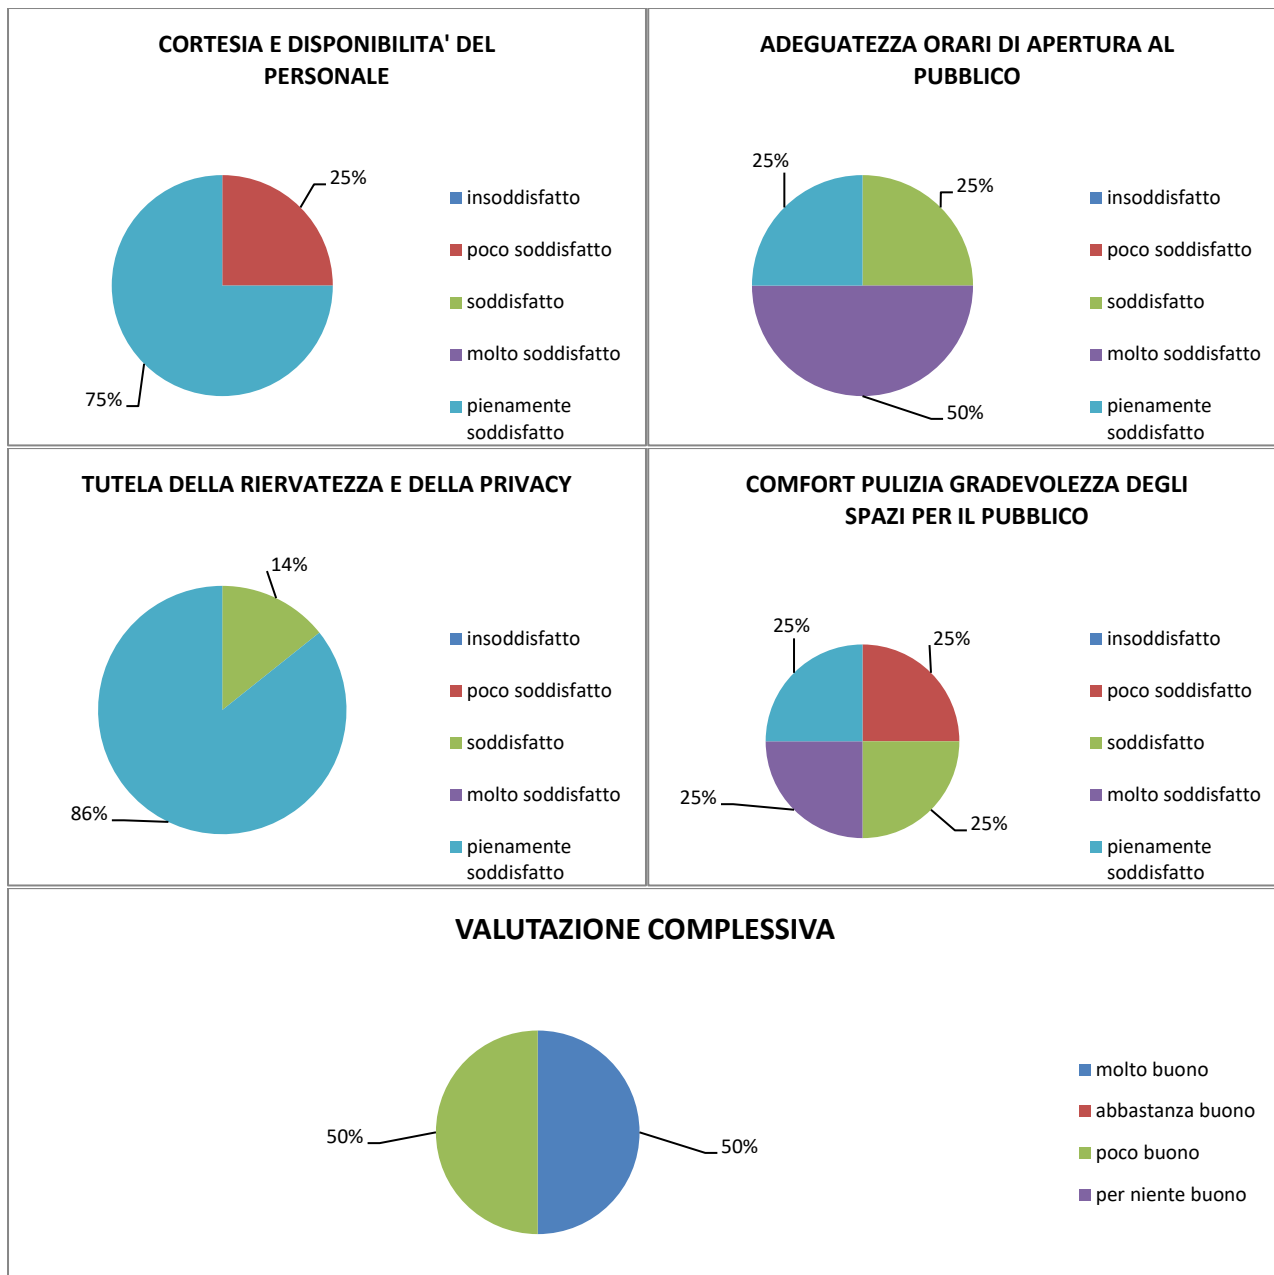 CORTESIA E DISPONIBILITA' DEL
PERSONALE
25%
75%
insoddisfatto
poco soddisfatto
soddisfatto
molto soddisfatto
pienamente
soddisfatto
ADEGUATEZZA ORARI DI APERTURA AL
PUBBLICO
25%
25%
50%
insoddisfatto
poco soddisfatto
soddisfatto
molto soddisfatto
pienamente
soddisfatto
TUTELA DELLA RIERVATEZZA E DELLA PRIVACY
14%
86%
insoddisfatto
poco soddisfatto
soddisfatto
molto soddisfatto
pienamente
soddisfatto
COMFORT PULIZIA GRADEVOLEZZA DEGLI
SPAZI PER IL PUBBLICO
25%
25%
25%
25%
insoddisfatto
poco soddisfatto
soddisfatto
molto soddisfatto
pienamente
soddisfatto
VALUTAZIONE COMPLESSIVA
50%
50%
molto buono
abbastanza buono
poco buono
per niente buono